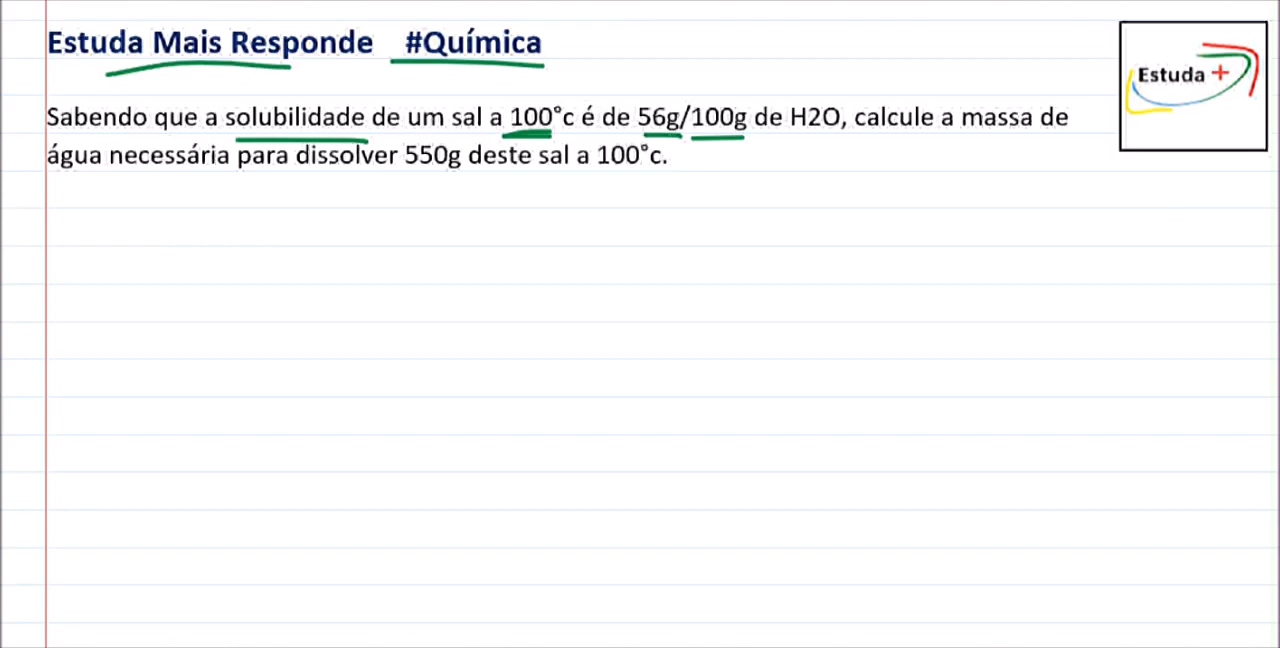 Estuda Mais Responde #Química
Estuda +
Sabendo que a solubilidade de um sal a 100°c é de 56g/100g de H2O, calcule a massa de
água necessária para dissolver 550g deste sal a 100°c.